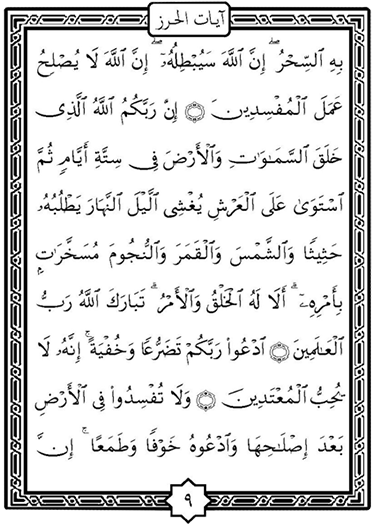 آيات الحرز
بِهِ ٱلسِّحْرُ ۖ إِنَّ ٱللَّهَ سَيُبْطِلُهُۥٓ ۖ إِنَّ ٱللَّهَ لَا يُصْلِحُ
عَمَلَ ٱلْمُفْسِدِينَ ۝ إِنَّ رَبَّكُمُ ٱللَّهُ ٱلَّذِى
خَلَقَ ٱلسَّمَـٰوَٰتِ وَٱلْأَرْضَ فِى سِتَّةِ أَيَّامٍ ثُمَّ
ٱسْتَوَىٰ عَلَى ٱلْعَرْشِ يُغْشِى ٱلَّيْلَ ٱلنَّهَارَ يَطْلُبُهُۥ
حَثِيثًا وَٱلشَّمْسَ وَٱلْقَمَرَ وَٱلنُّجُومَ مُسَخَّرَٰتٍۭ
بِأَمْرِهِۦٓ ۗ أَلَا لَهُ ٱلْخَلْقُ وَٱلْأَمْرُ ۗ تَبَارَكَ ٱللَّهُ رَبُّ
ٱلْعَـٰلَمِينَ ۝ ٱدْعُوا۟ رَبَّكُمْ تَضَرُّعًا وَخُفْيَةً ۚ إِنَّهُۥ لَا
يُحِبُّ ٱلْمُعْتَدِينَ ۝ وَلَا تُفْسِدُوا۟ فِى ٱلْأَرْضِ
بَعْدَ إِصْلَـٰحِهَا وَٱدْعُوهُ خَوْفًا وَطَمَعًا ۚ إِنَّ
٩